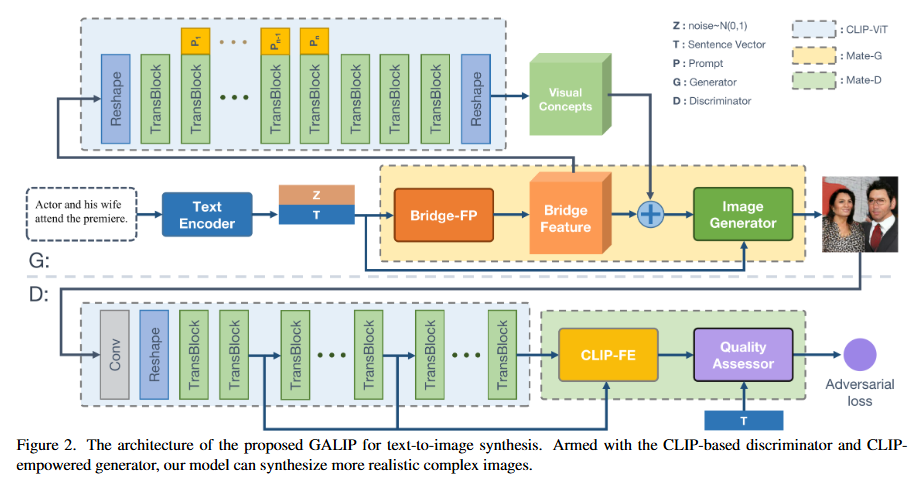 P₁ ... Pₙ₋₁ Pₙ
Reshape
TransBlock
TransBlock
•••
TransBlock
TransBlock
TransBlock
TransBlock
TransBlock
Reshape
Visual
Concepts
Z : noise~N(0,1)
T : Sentence Vector
P : Prompt
G : Generator
D : Discriminator
: CLIP-ViT
: Mate-G
: Mate-D
Actor and his wife
attend the premiere.
Text
Encoder
Z
T
Bridge-FP
Bridge
Feature
Image
Generator
G:
D:
Conv
Reshape
TransBlock
TransBlock
TransBlock
•••
TransBlock
TransBlock
•••
TransBlock
CLIP-FE
Quality
Assessor
T
Adversarial
loss
Figure 2. The architecture of the proposed GALIP for text-to-image synthesis. Armed with the CLIP-based discriminator and CLIP-
empowered generator, our model can synthesize more realistic complex images.